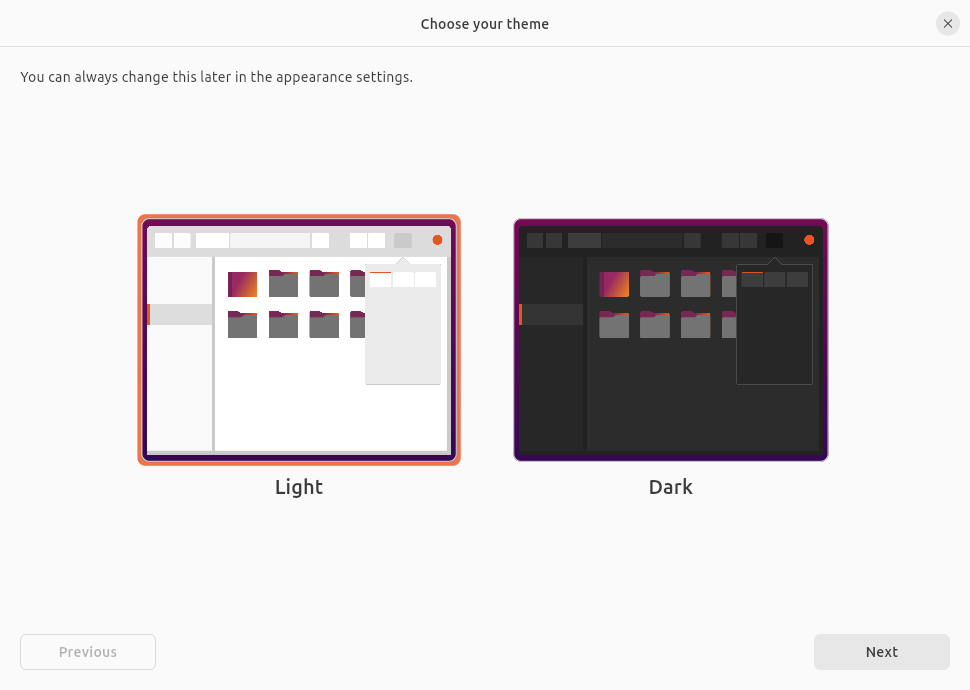 Choose your theme
You can always change this later in the appearance settings.
Light
Dark
Previous
Next